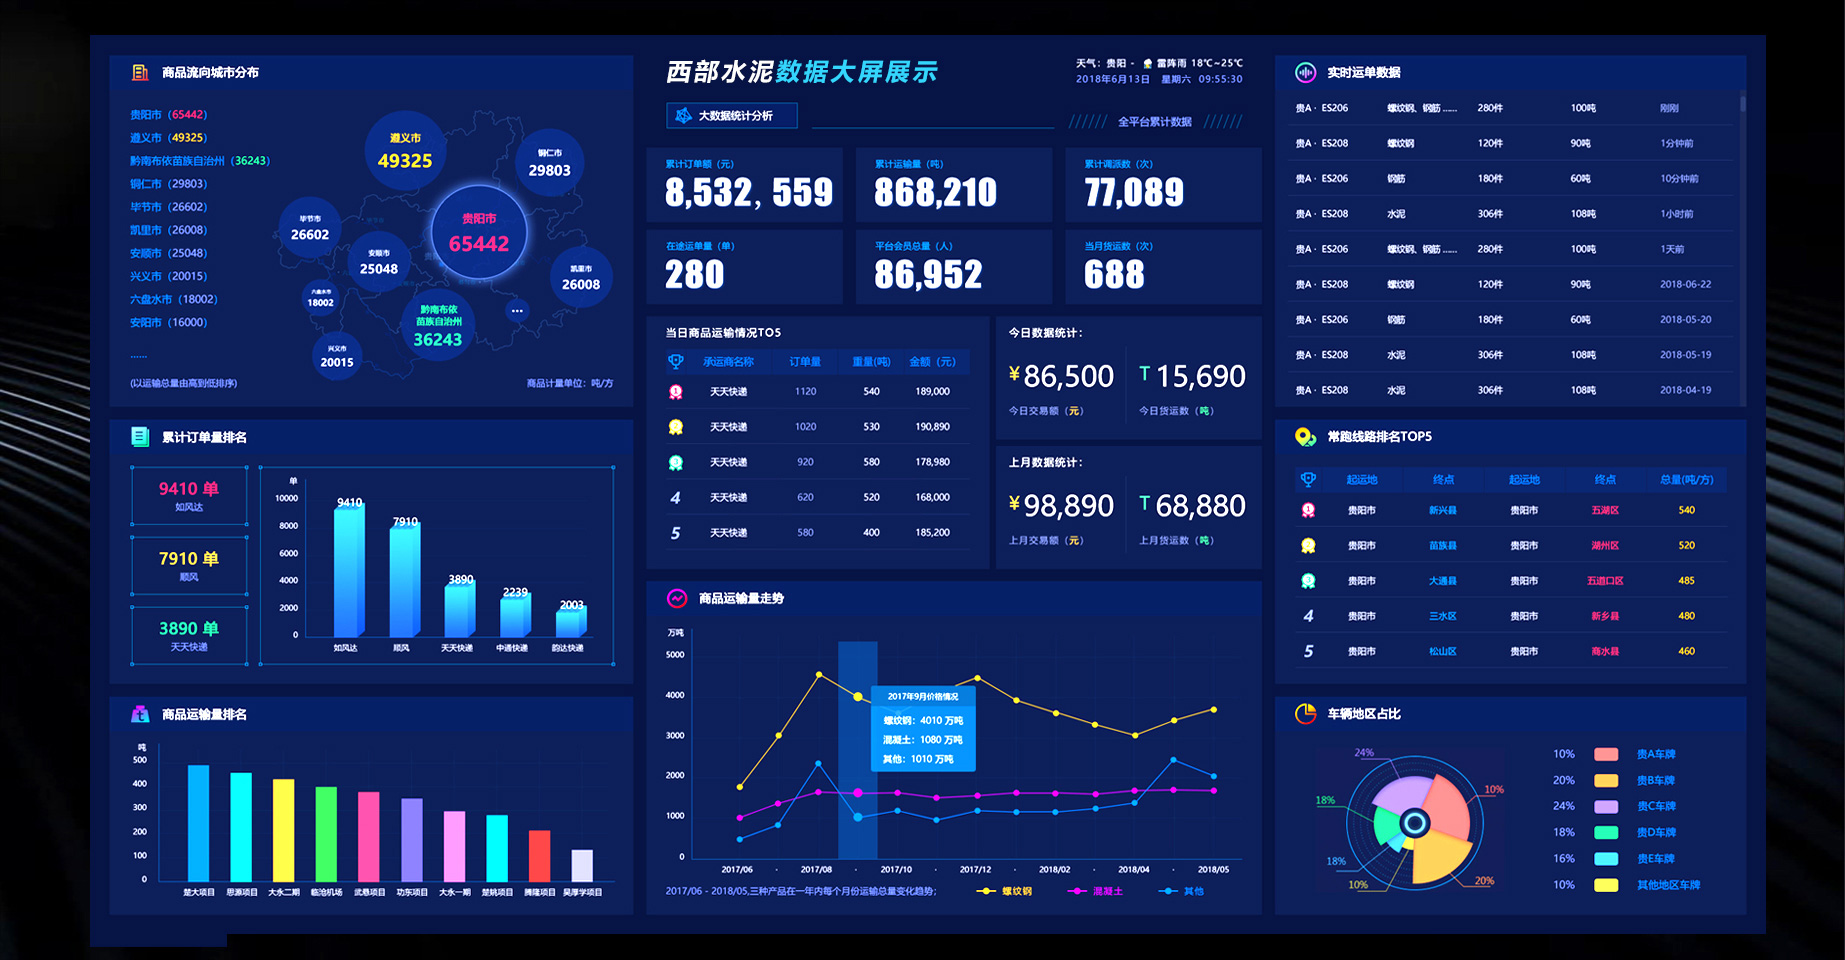 商品流向城市分布
贵阳市（65442）
遵义市（49325）
黔南布依苗族自治州（36243）
铜仁市（29803）
毕节市（26602）
凯里市（26008）
安顺市（25048）
兴义市（20015）
六盘水市（18002）
安阳市（16000）
......
(以运输总量由高到低排序)
遵义市
49325
铜仁市
29803
毕节市
26602
贵阳市
65442
安顺市
25048
凯里市
26008
六盘水市
18002
黔南布依
苗族自治州
36243
兴义市
20015
商品计量单位：吨/方
累计订单量排名
9410 单
如风达
7910 单
顺风
3890 单
天天快递
单
10000
8000
6000
4000
2000
0
9410
7910
3890
2239
2003
如风达 顺风 天天快递 中通快递 韵达快递
商品运输量排名
吨
500
400
300
200
100
0
楚大项目 思源项目 大永二期 临沧机场 武悬项目 功东项目 大永一期 楚姚项目 腾隆项目 昊厚学项目
西部水泥数据大屏展示
天气：贵阳 - 雷阵雨 18℃~25℃
2018年6月13日 星期六 09:55:30
大数据统计分析
全平台累计数据
累计订单额（元）
8,532，559
累计运输量（吨）
868,210
累计调派数（次）
77,089
在途运单量（单）
280
平台会员总量（人）
86,952
当月货运数（次）
688
当日商品运输情况TO5
承运商名称 订单量 重量(吨) 金额（元）
1 天天快递 1120 540 189,000
2 天天快递 1020 530 190,890
3 天天快递 920 580 178,980
4 天天快递 620 520 168,000
5 天天快递 580 400 185,200
今日数据统计：
¥86,500
今日交易额（元）
T 15,690
今日货运数（吨）
上月数据统计：
¥98,890
上月交易额（元）
T 68,880
上月货运数（吨）
商品运输量走势
万吨
5000
4000
3000
2000
1000
0
2017年9月价格情况
螺纹钢：4010 万吨
混凝土：1080 万吨
其他：1010 万吨
2017/06 · 2017/08 · 2017/10 · 2017/12 · 2018/02 · 2018/04 · 2018/05
2017/06 - 2018/05,三种产品在一年内每个月份运输总量变化趋势;
螺纹钢 混凝土 其他
实时运单数据
贵A · ES206 螺纹钢、钢筋 ...... 280件 100吨 刚刚
贵A · ES208 螺纹钢 120件 90吨 1分钟前
贵A · ES206 钢筋 180件 60吨 10分钟前
贵A · ES208 水泥 306件 108吨 1小时前
贵A · ES206 螺纹钢、钢筋 ...... 280件 100吨 1天前
贵A · ES208 螺纹钢 120件 90吨 2018-06-22
贵A · ES206 钢筋 180件 60吨 2018-05-20
贵A · ES208 水泥 306件 108吨 2018-05-19
贵A · ES208 水泥 306件 108吨 2018-04-19
常跑线路排名TOP5
起运地 终点 起运地 终点 总量(吨/方)
1 贵阳市 新兴县 贵阳市 五湖区 540
2 贵阳市 苗族县 贵阳市 湖州区 520
3 贵阳市 大通县 贵阳市 五道口区 485
4 贵阳市 三水区 贵阳市 新乡县 480
5 贵阳市 松山区 贵阳市 商水县 460
车辆地区占比
24%
10%
18%
18%
10%
20%
10% 贵A车牌
20% 贵B车牌
24% 贵C车牌
18% 贵D车牌
16% 贵E车牌
10% 其他地区车牌